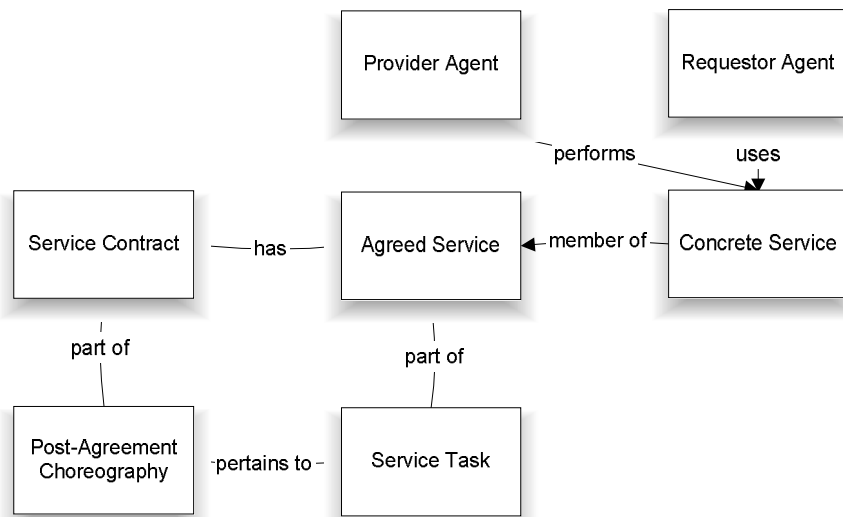 Provider Agent
Requestor Agent
performs
uses
Service Contract
has
Agreed Service
member of
Concrete Service
part of
part of
Post-Agreement
Choreography
pertains to
Service Task